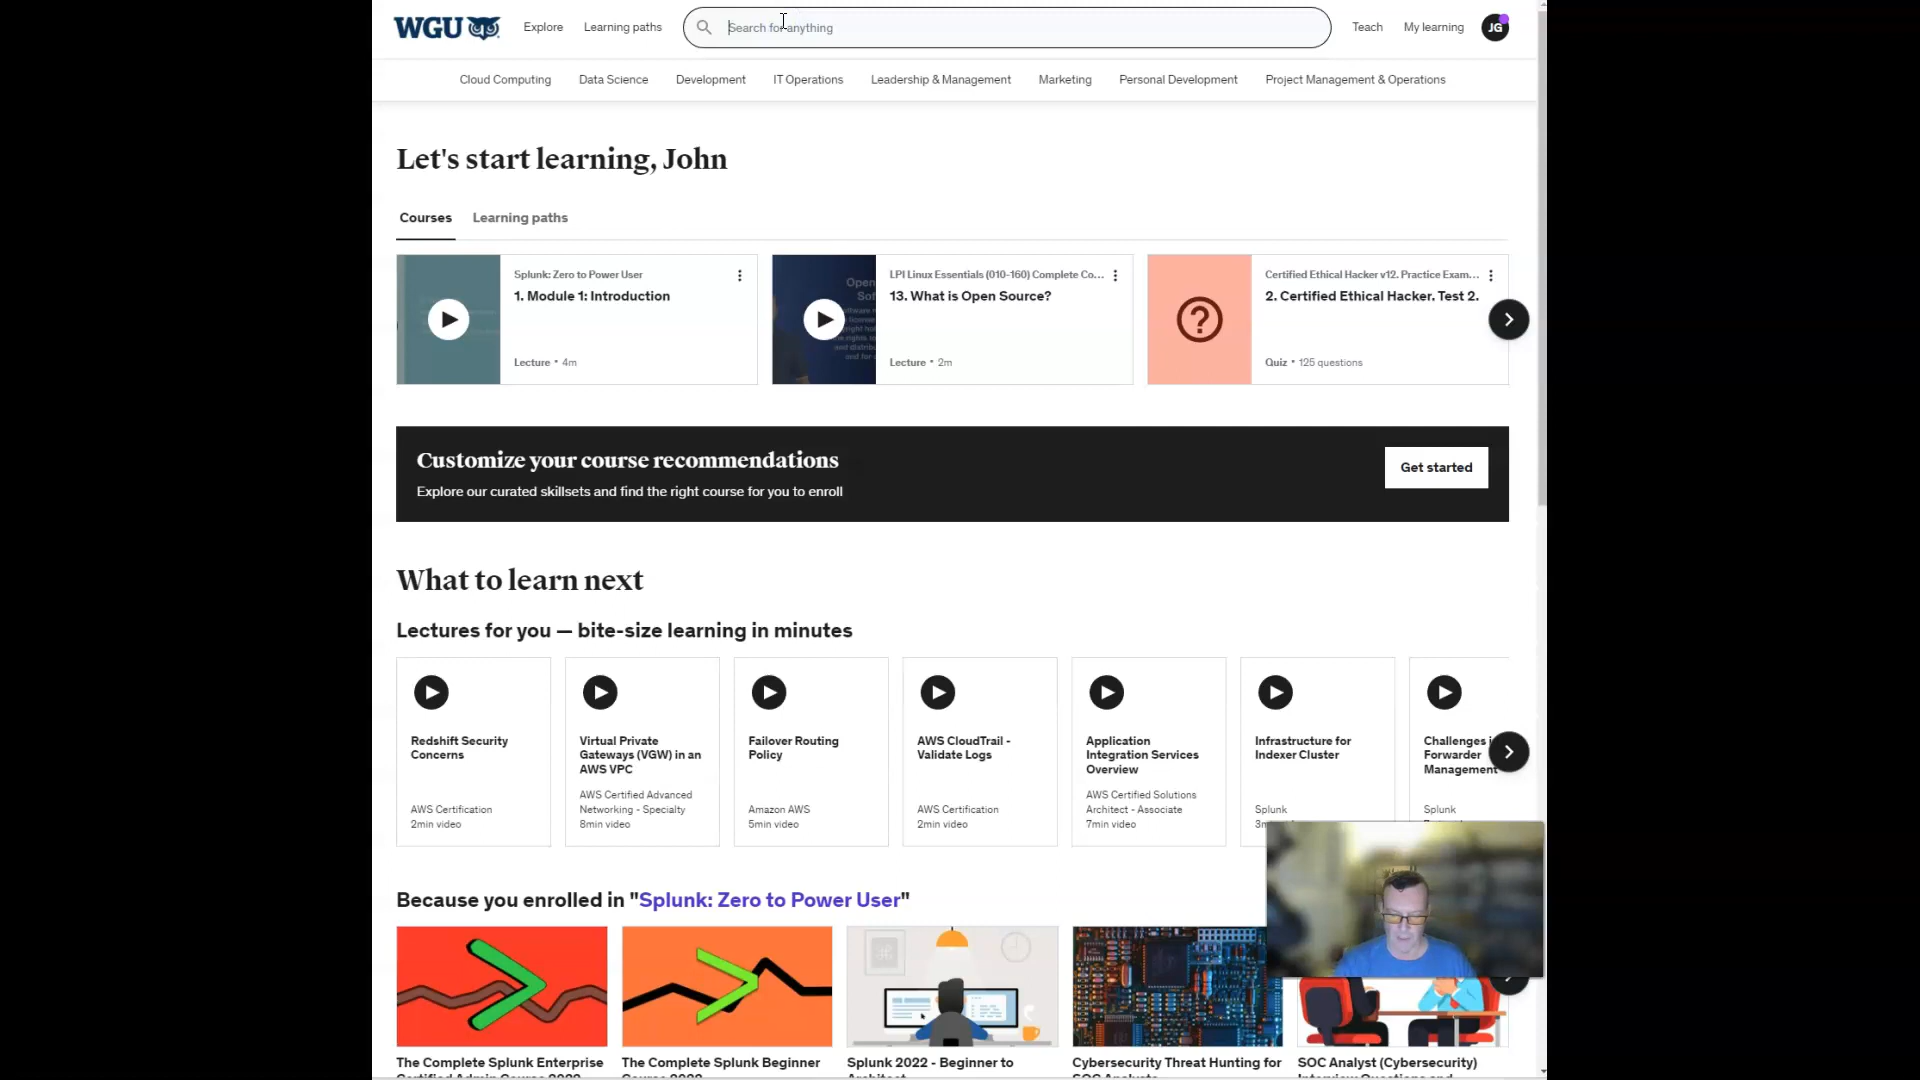 WGU
Explore
Learning paths
Search for anything
Teach
My learning
JG
Cloud Computing
Data Science
Development
IT Operations
Leadership & Management
Marketing
Personal Development
Project Management & Operations
Let's start learning, John
Courses
Learning paths
Splunk: Zero to Power User
1. Module 1: Introduction
Lecture • 4m
LPI Linux Essentials (010-160) Complete Co...
13. What is Open Source?
Lecture • 2m
Certified Ethical Hacker v12. Practice Exam...
2. Certified Ethical Hacker. Test 2.
Quiz • 125 questions
Customize your course recommendations
Explore our curated skillsets and find the right course for you to enroll
Get started
What to learn next
Lectures for you — bite-size learning in minutes
Redshift Security
Concerns
AWS Certification
2min video
Virtual Private
Gateways (VGW) in an
AWS VPC
AWS Certified Advanced
Networking - Specialty
8min video
Failover Routing
Policy
Amazon AWS
5min video
AWS CloudTrail -
Validate Logs
AWS Certification
2min video
Application
Integration Services
Overview
AWS Certified Solutions
Architect - Associate
7min video
Infrastructure for
Indexer Cluster
Splunk
Challenges
Forwarder
Management
Splunk
Because you enrolled in "Splunk: Zero to Power User"
The Complete Splunk Enterprise
The Complete Splunk Beginner
Splunk 2022 - Beginner to
Cybersecurity Threat Hunting for
SOC Analyst (Cybersecurity)